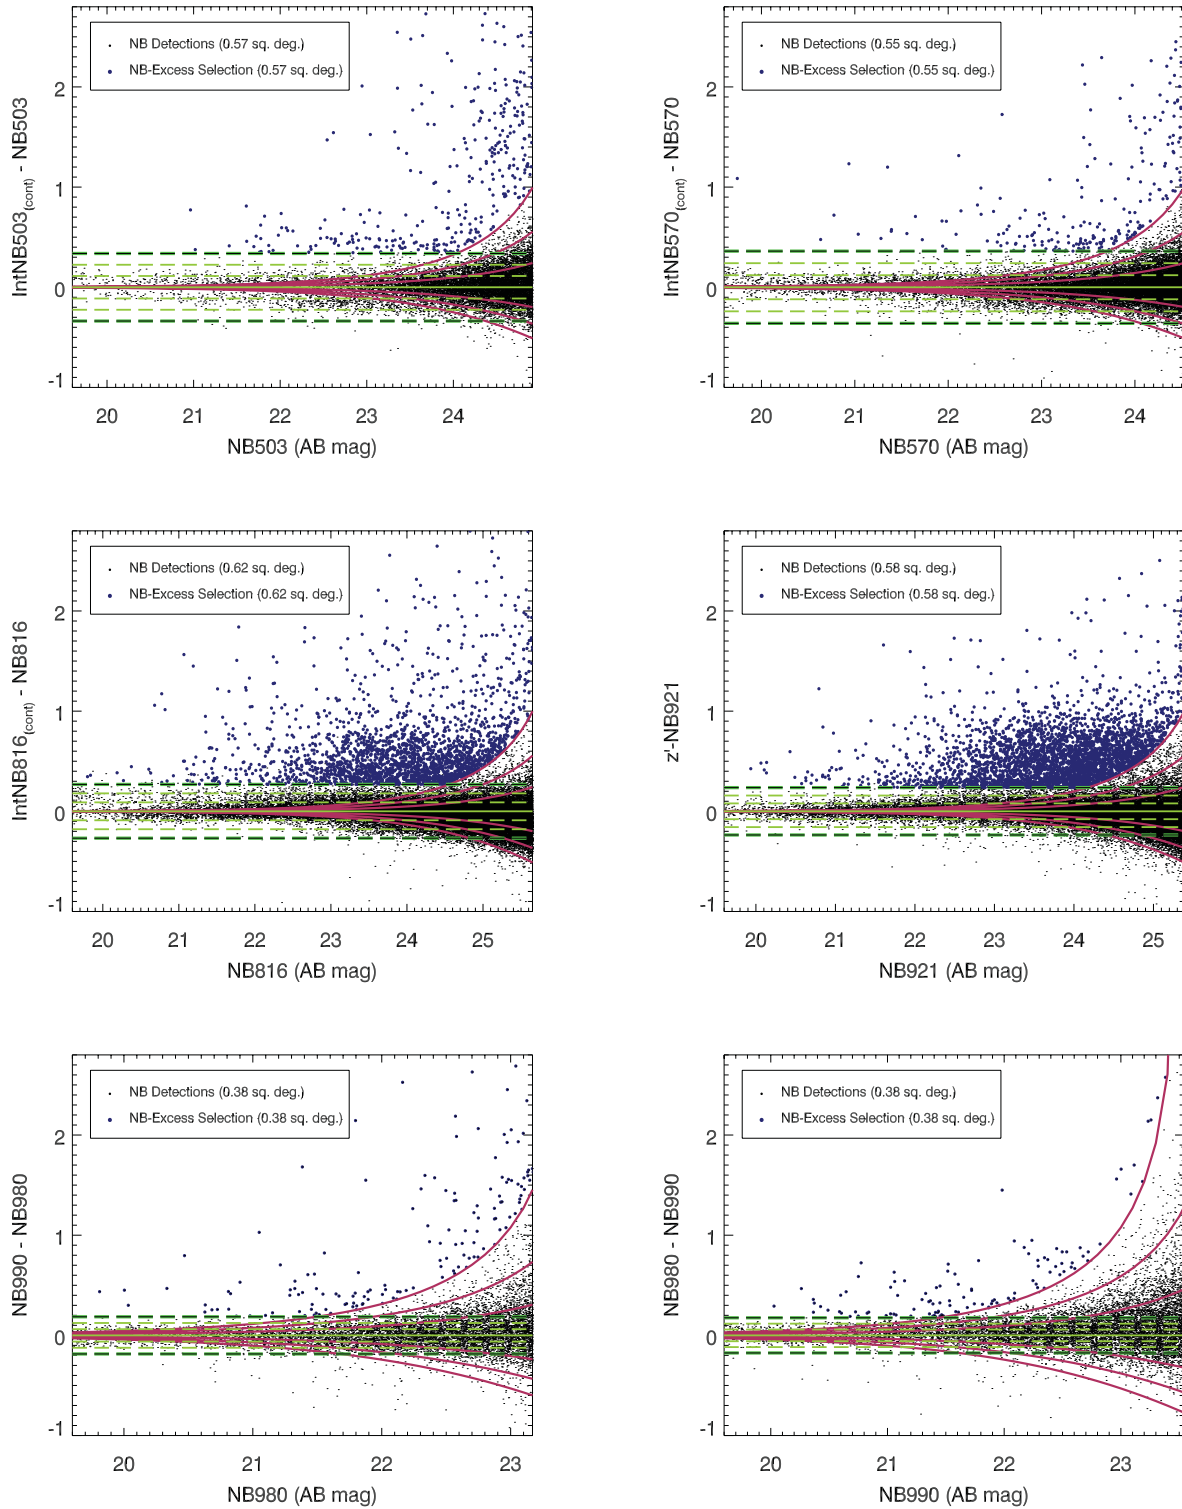 NB Detections (0.57 sq. deg.)
NB-Excess Selection (0.57 sq. deg.)
IntNB503(cont) - NB503
2
1
0
-1
20 21 22 23 24
NB503 (AB mag)
NB Detections (0.55 sq. deg.)
NB-Excess Selection (0.55 sq. deg.)
IntNB570(cont) - NB570
2
1
0
-1
20 21 22 23 24
NB570 (AB mag)
NB Detections (0.62 sq. deg.)
NB-Excess Selection (0.62 sq. deg.)
IntNB816(cont) - NB816
2
1
0
-1
20 21 22 23 24 25
NB816 (AB mag)
NB Detections (0.58 sq. deg.)
NB-Excess Selection (0.58 sq. deg.)
z'-NB921
2
1
0
-1
20 21 22 23 24 25
NB921 (AB mag)
NB Detections (0.38 sq. deg.)
NB-Excess Selection (0.38 sq. deg.)
NB990 - NB980
2
1
0
-1
20 21 22 23
NB980 (AB mag)
NB Detections (0.38 sq. deg.)
NB-Excess Selection (0.38 sq. deg.)
NB980 - NB990
2
1
0
-1
20 21 22 23
NB990 (AB mag)